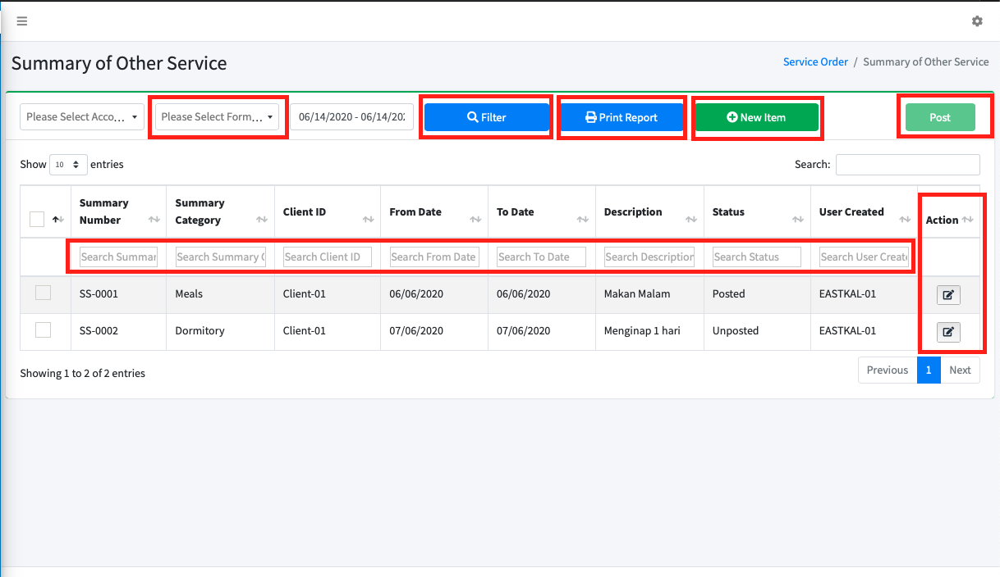 Summary of Other Service
Service Order / Summary of Other Service
Please Select Acco... Please Select Form... 06/14/2020 - 06/14/202 Filter Print Report New Item Post
Show 10 entries Search:
Summary Number Summary Category Client ID From Date To Date Description Status User Created Action
Search Summar Search Summary C Search Client ID Search From Date Search To Date Search Description Search Status Search User Create
SS-0001 Meals Client-01 06/06/2020 06/06/2020 Makan Malam Posted EASTKAL-01
SS-0002 Dormitory Client-01 07/06/2020 07/06/2020 Menginap 1 hari Unposted EASTKAL-01
Showing 1 to 2 of 2 entries Previous 1 Next